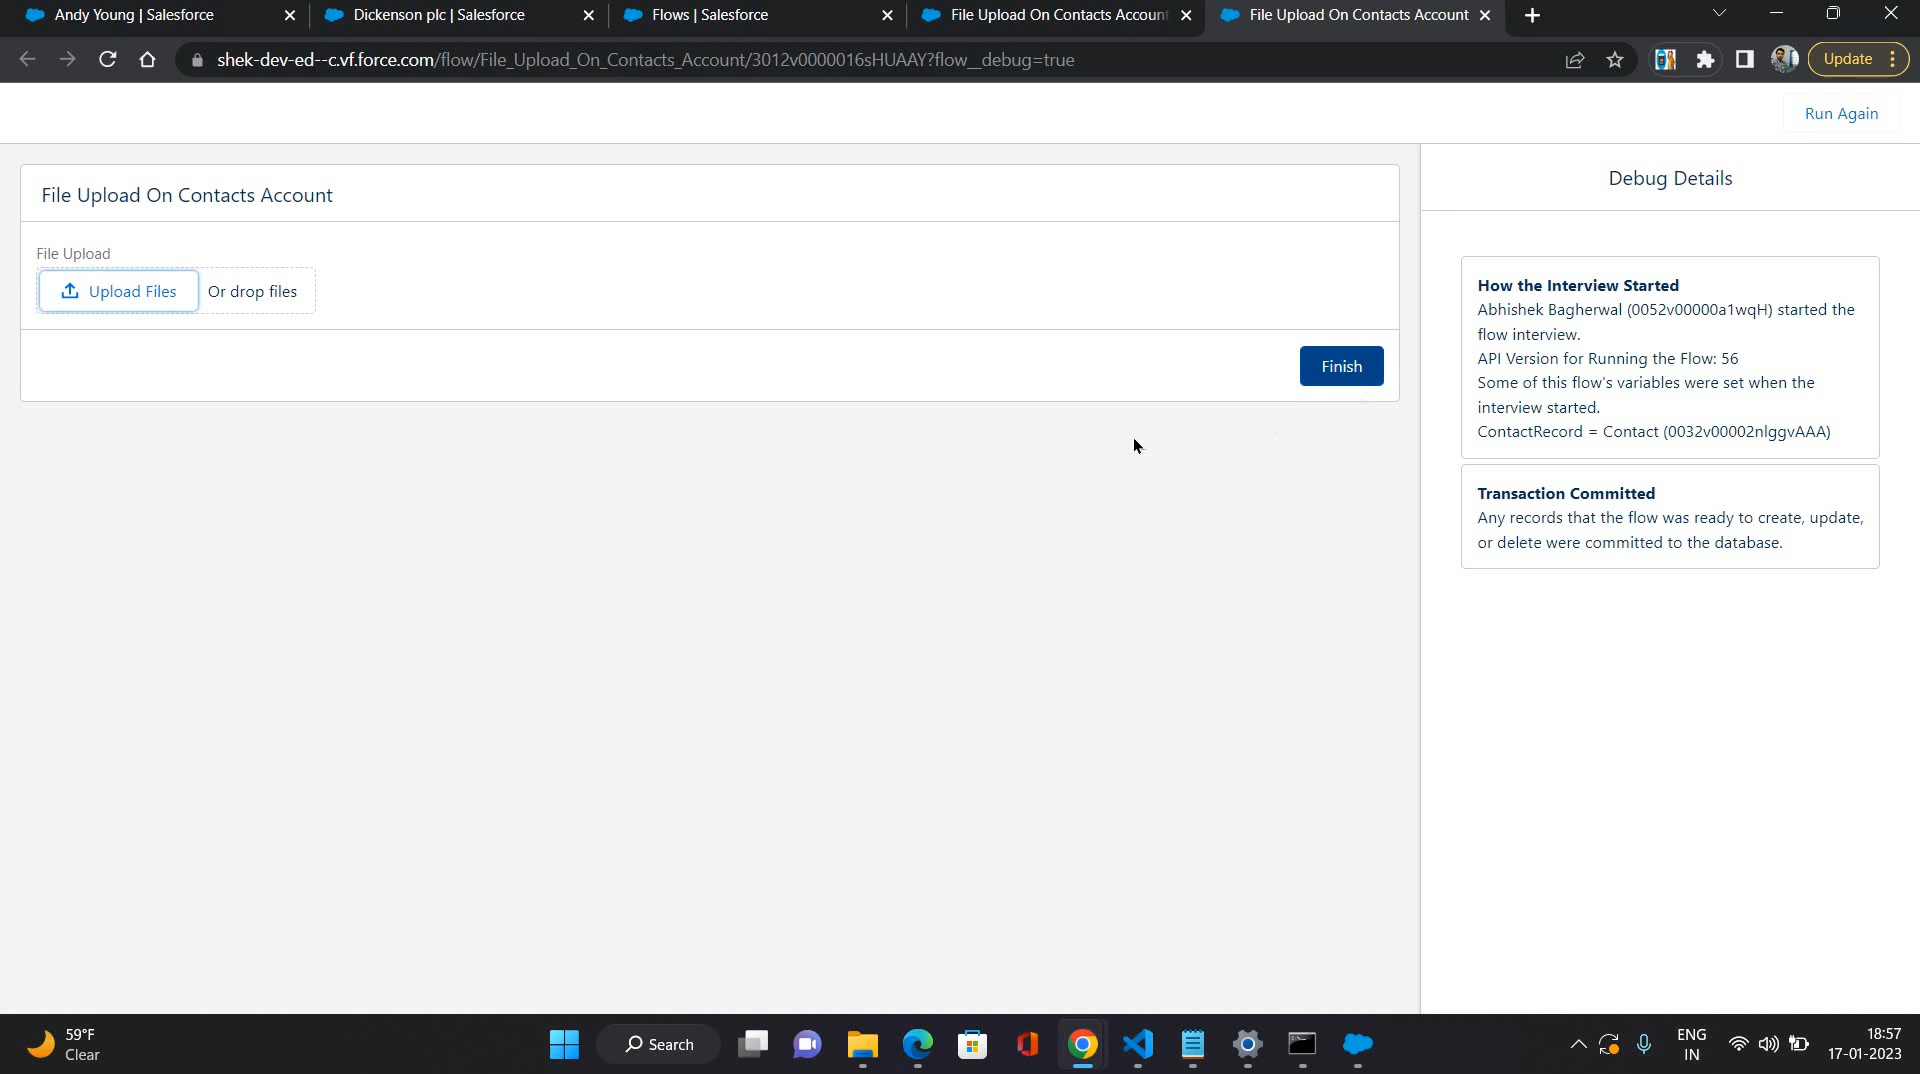 Andy Young | Salesforce
Dickenson plc | Salesforce
Flows | Salesforce
File Upload On Contacts Accoun
File Upload On Contacts Account
shek-dev-ed--c.vf.force.com/flow/File_Upload_On_Contacts_Account/3012v0000016sHUAAY?flow__debug=true
Update
Run Again
File Upload On Contacts Account
File Upload
Upload Files
Or drop files
Finish
Debug Details
How the Interview Started
Abhishek Bagherwal (0052v00000a1wqH) started the
flow interview.
API Version for Running the Flow: 56
Some of this flow's variables were set when the
interview started.
ContactRecord = Contact (0032v00002nlggvAAA)
Transaction Committed
Any records that the flow was ready to create, update,
or delete were committed to the database.
59°F
Clear
Search
ENG
IN
18:57
17-01-2023